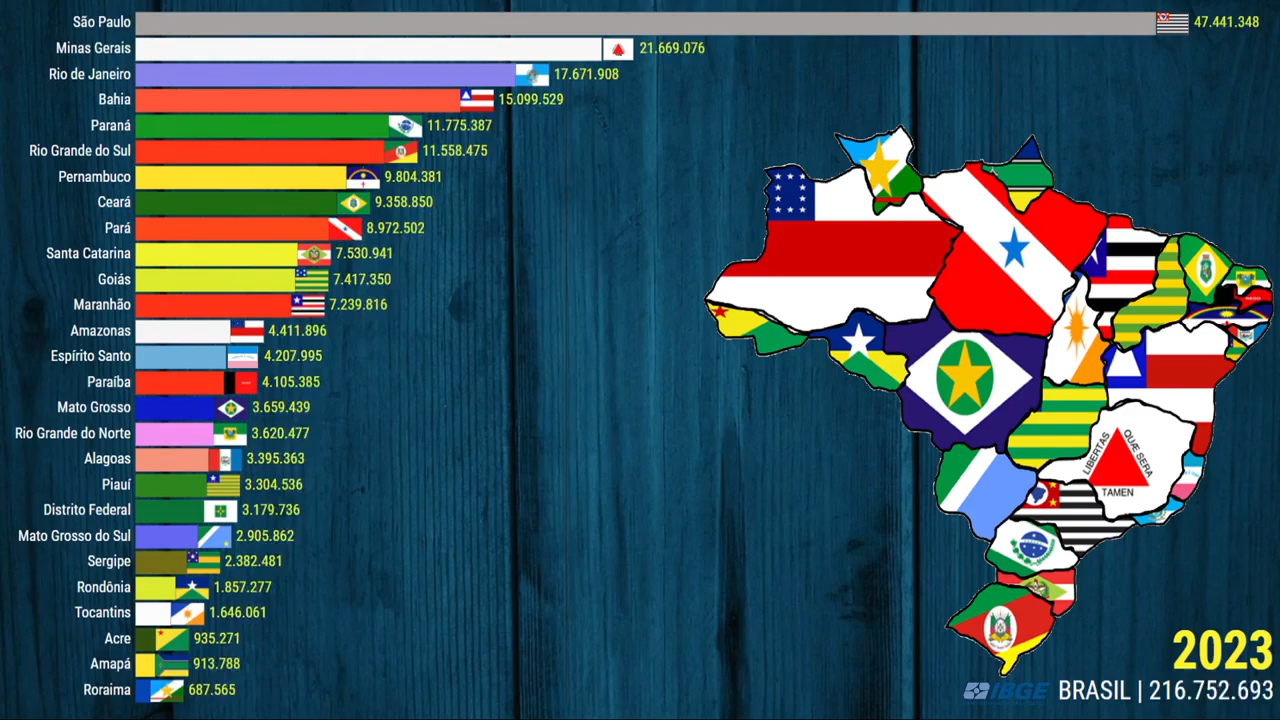 São Paulo 47.441.348
Minas Gerais 21.669.076
Rio de Janeiro 17.671.908
Bahia 15.099.529
Paraná 11.775.387
Rio Grande do Sul 11.558.475
Pernambuco 9.804.381
Ceará 9.358.850
Pará 8.972.502
Santa Catarina 7.530.941
Goiás 7.417.350
Maranhão 7.239.816
Amazonas 4.411.896
Espírito Santo 4.207.995
Paraíba 4.105.385
Mato Grosso 3.659.439
Rio Grande do Norte 3.620.477
Alagoas 3.395.363
Piauí 3.304.536
Distrito Federal 3.179.736
Mato Grosso do Sul 2.905.862
Sergipe 2.382.481
Rondônia 1.857.277
Tocantins 1.646.061
Acre 935.271
Amapá 913.788
Roraima 687.565
NEGO
LIBERTAS QUÆ SERA
TAMEN
2023
IBGE BRASIL | 216.752.693